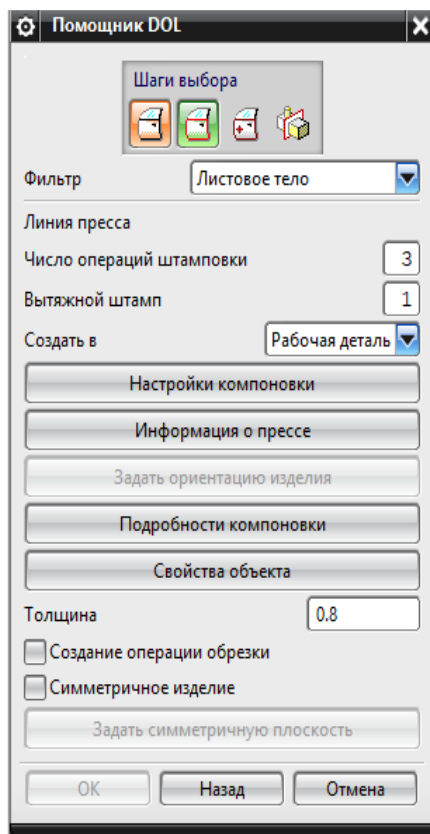 Помощник DOL
Шаги выбора
Фильтр Листовое тело
Линия пресса
Число операций штамповки 3
Вытяжной штамп 1
Создать в Рабочая деталь
Настройки компоновки
Информация о прессе
Задать ориентацию изделия
Подробности компоновки
Свойства объекта
Толщина 0.8
Создание операции обрезки
Симметричное изделие
Задать симметричную плоскость
ОК Назад Отмена